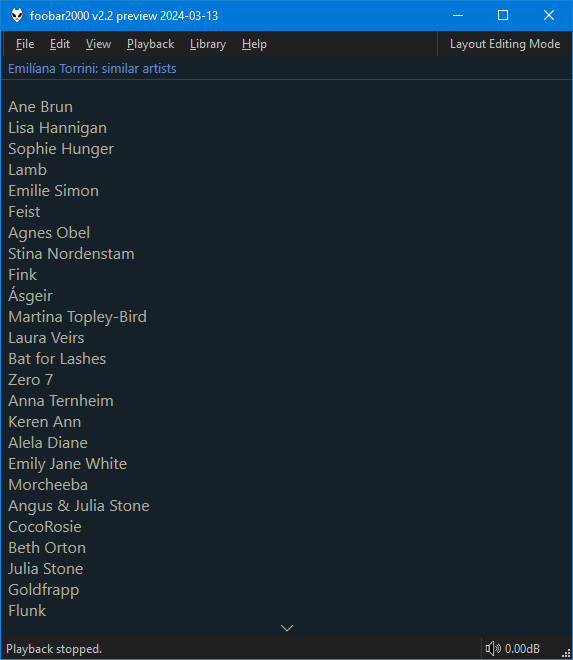 foobar2000 v2.2 preview 2024-03-13
File Edit View Playback Library Help Layout Editing Mode
Emilíana Torrini: similar artists
Ane Brun
Lisa Hannigan
Sophie Hunger
Lamb
Emilie Simon
Feist
Agnes Obel
Stina Nordenstam
Fink
Ásgeir
Martina Topley-Bird
Laura Veirs
Bat for Lashes
Zero 7
Anna Ternheim
Keren Ann
Alela Diane
Emily Jane White
Morcheeba
Angus & Julia Stone
CocoRosie
Beth Orton
Julia Stone
Goldfrapp
Flunk
Playback stopped. 0.00dB